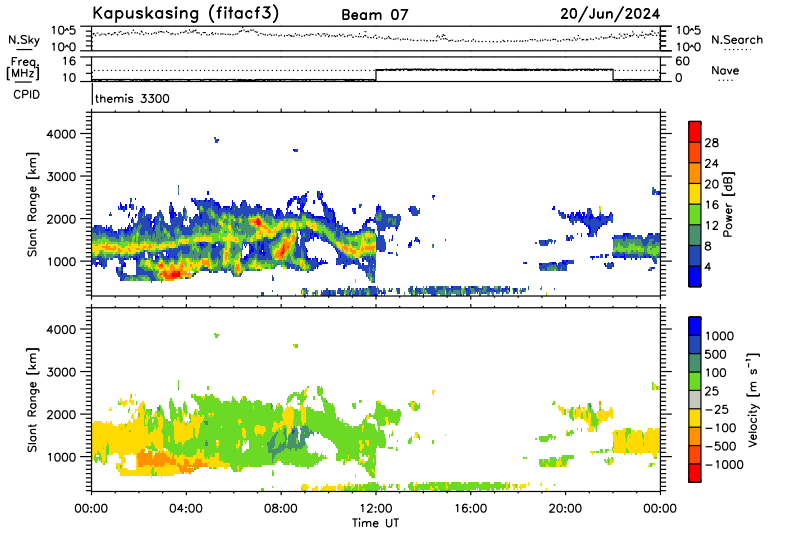 Kapuskasing (fitacf3) Beam 07 20/Jun/2024
N.Sky 10^5 10^5 N.Search
10^0 10^0
Freq. 16 60
[MHz] 10 0 Nave
CPID themis 3300
Slant Range [km]
4000
3000
2000
1000
Power [dB]
28
24
20
16
12
8
4
Slant Range [km]
4000
3000
2000
1000
Velocity [m s⁻¹]
1000
500
100
25
−25
−100
−500
−1000
00:00 04:00 08:00 12:00 16:00 20:00 00:00
Time UT